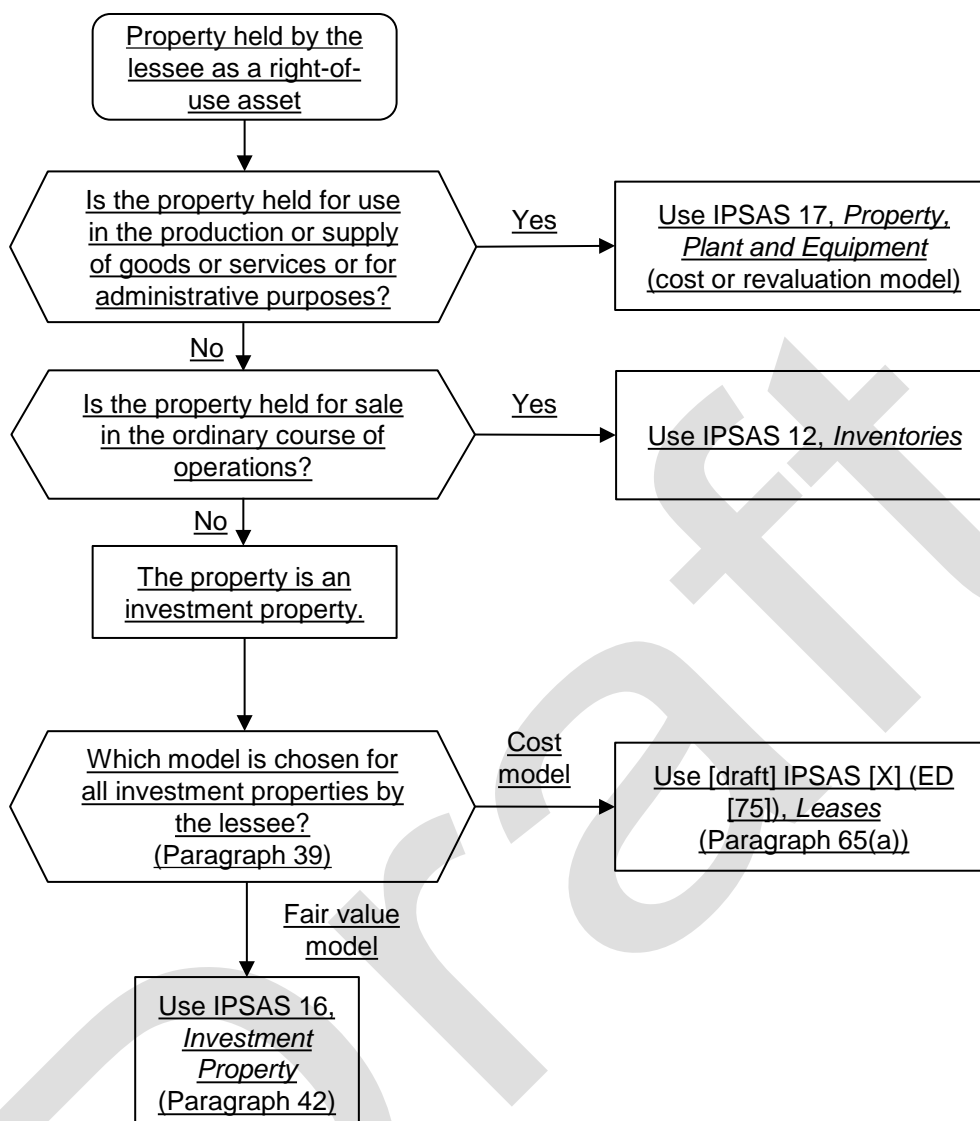 Property held by the
lessee as a right-of-
use asset
Is the property held for use
in the production or supply
of goods or services or for
administrative purposes?
Yes
Use IPSAS 17, Property,
Plant and Equipment
(cost or revaluation model)
No
Is the property held for sale
in the ordinary course of
operations?
Yes
Use IPSAS 12, Inventories
No
The property is an
investment property.
Which model is chosen for
all investment properties by
the lessee?
(Paragraph 39)
Cost
model
Use [draft] IPSAS [X] (ED
[75]), Leases
(Paragraph 65(a))
Fair value
model
Use IPSAS 16,
Investment
Property
(Paragraph 42)
Draft